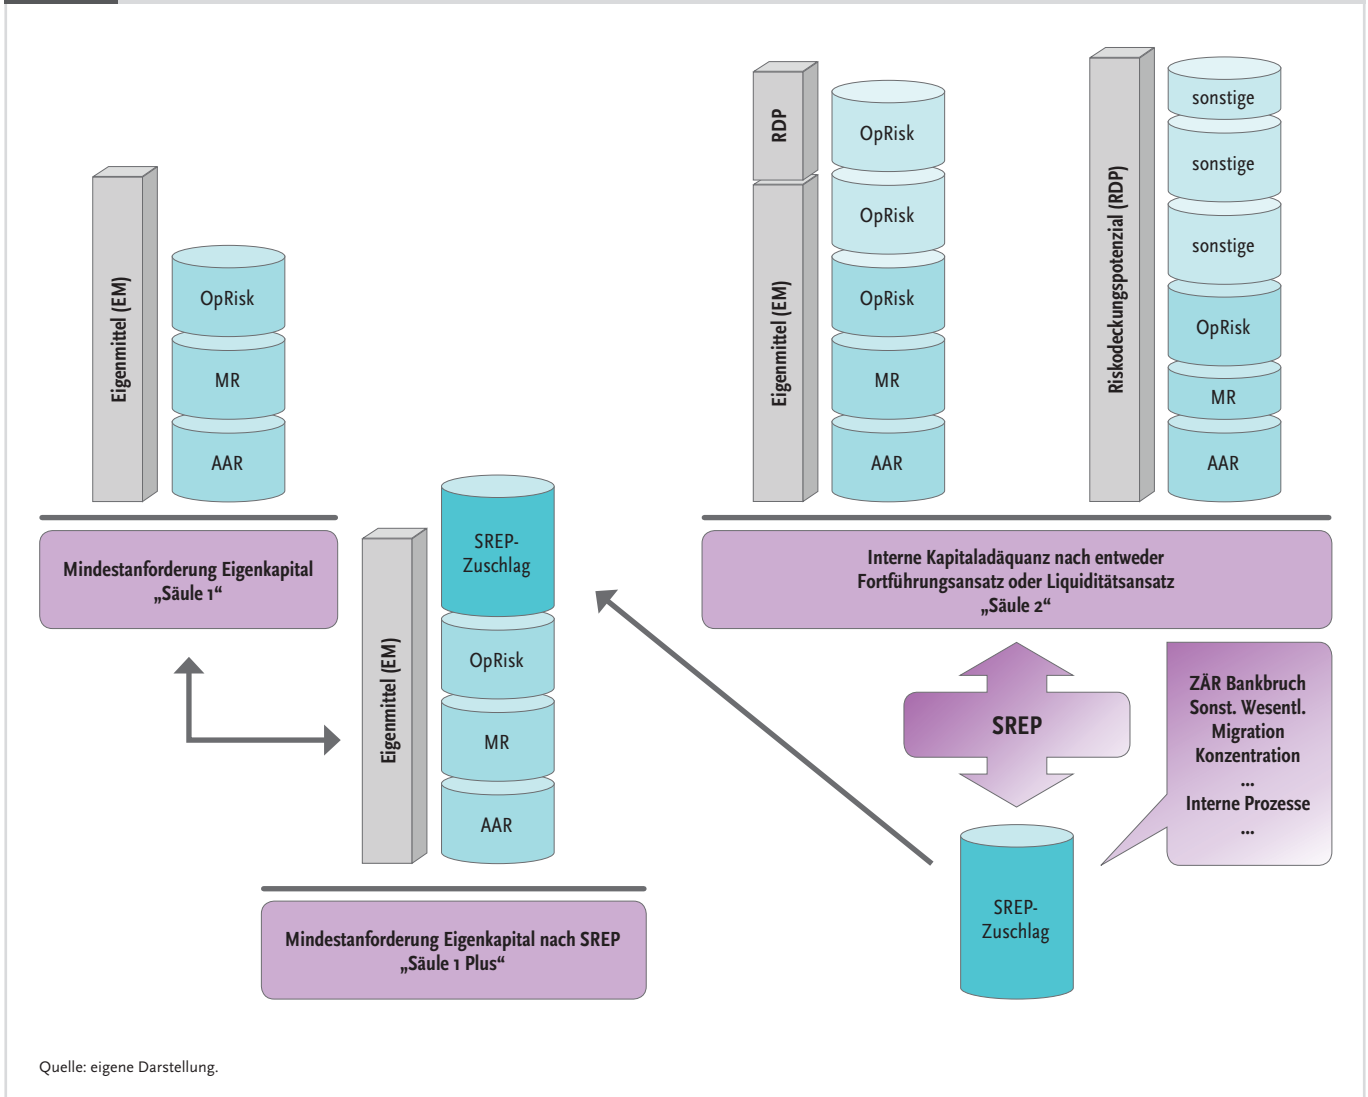 Eigenmittel (EM)
OpRisk
MR
AAR
Mindestanforderung Eigenkapital
„Säule 1“
Eigenmittel (EM)
SREP-
Zuschlag
OpRisk
MR
AAR
Mindestanforderung Eigenkapital nach SREP
„Säule 1 Plus“
RDP
Eigenmittel (EM)
OpRisk
OpRisk
OpRisk
MR
AAR
Riskodeckungspotenzial (RDP)
sonstige
sonstige
sonstige
OpRisk
MR
AAR
Interne Kapitaladäquanz nach entweder
Fortführungsansatz oder Liquiditätsansatz
„Säule 2“
SREP
ZÄR Bankbruch
Sonst. Wesentl.
Migration
Konzentration
...
Interne Prozesse
...
SREP-
Zuschlag
Quelle: eigene Darstellung.